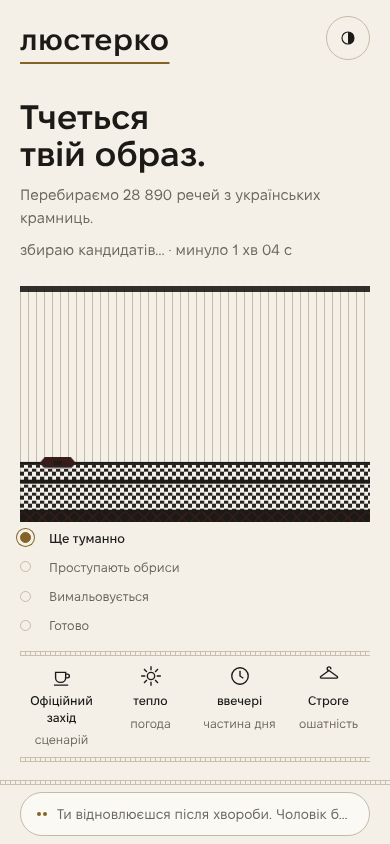 люстерко
Тчеться
твій образ.
Перебираємо 28 890 речей з українських
крамниць.
збираю кандидатів… · минуло 1 хв 04 с
Ще туманно
Проступають обриси
Вимальовується
Готово
Офіційний
захід
сценарій
тепло
погода
ввечері
частина дня
Строге
ошатність
Ти відновлюєшся після хвороби. Чоловік б…